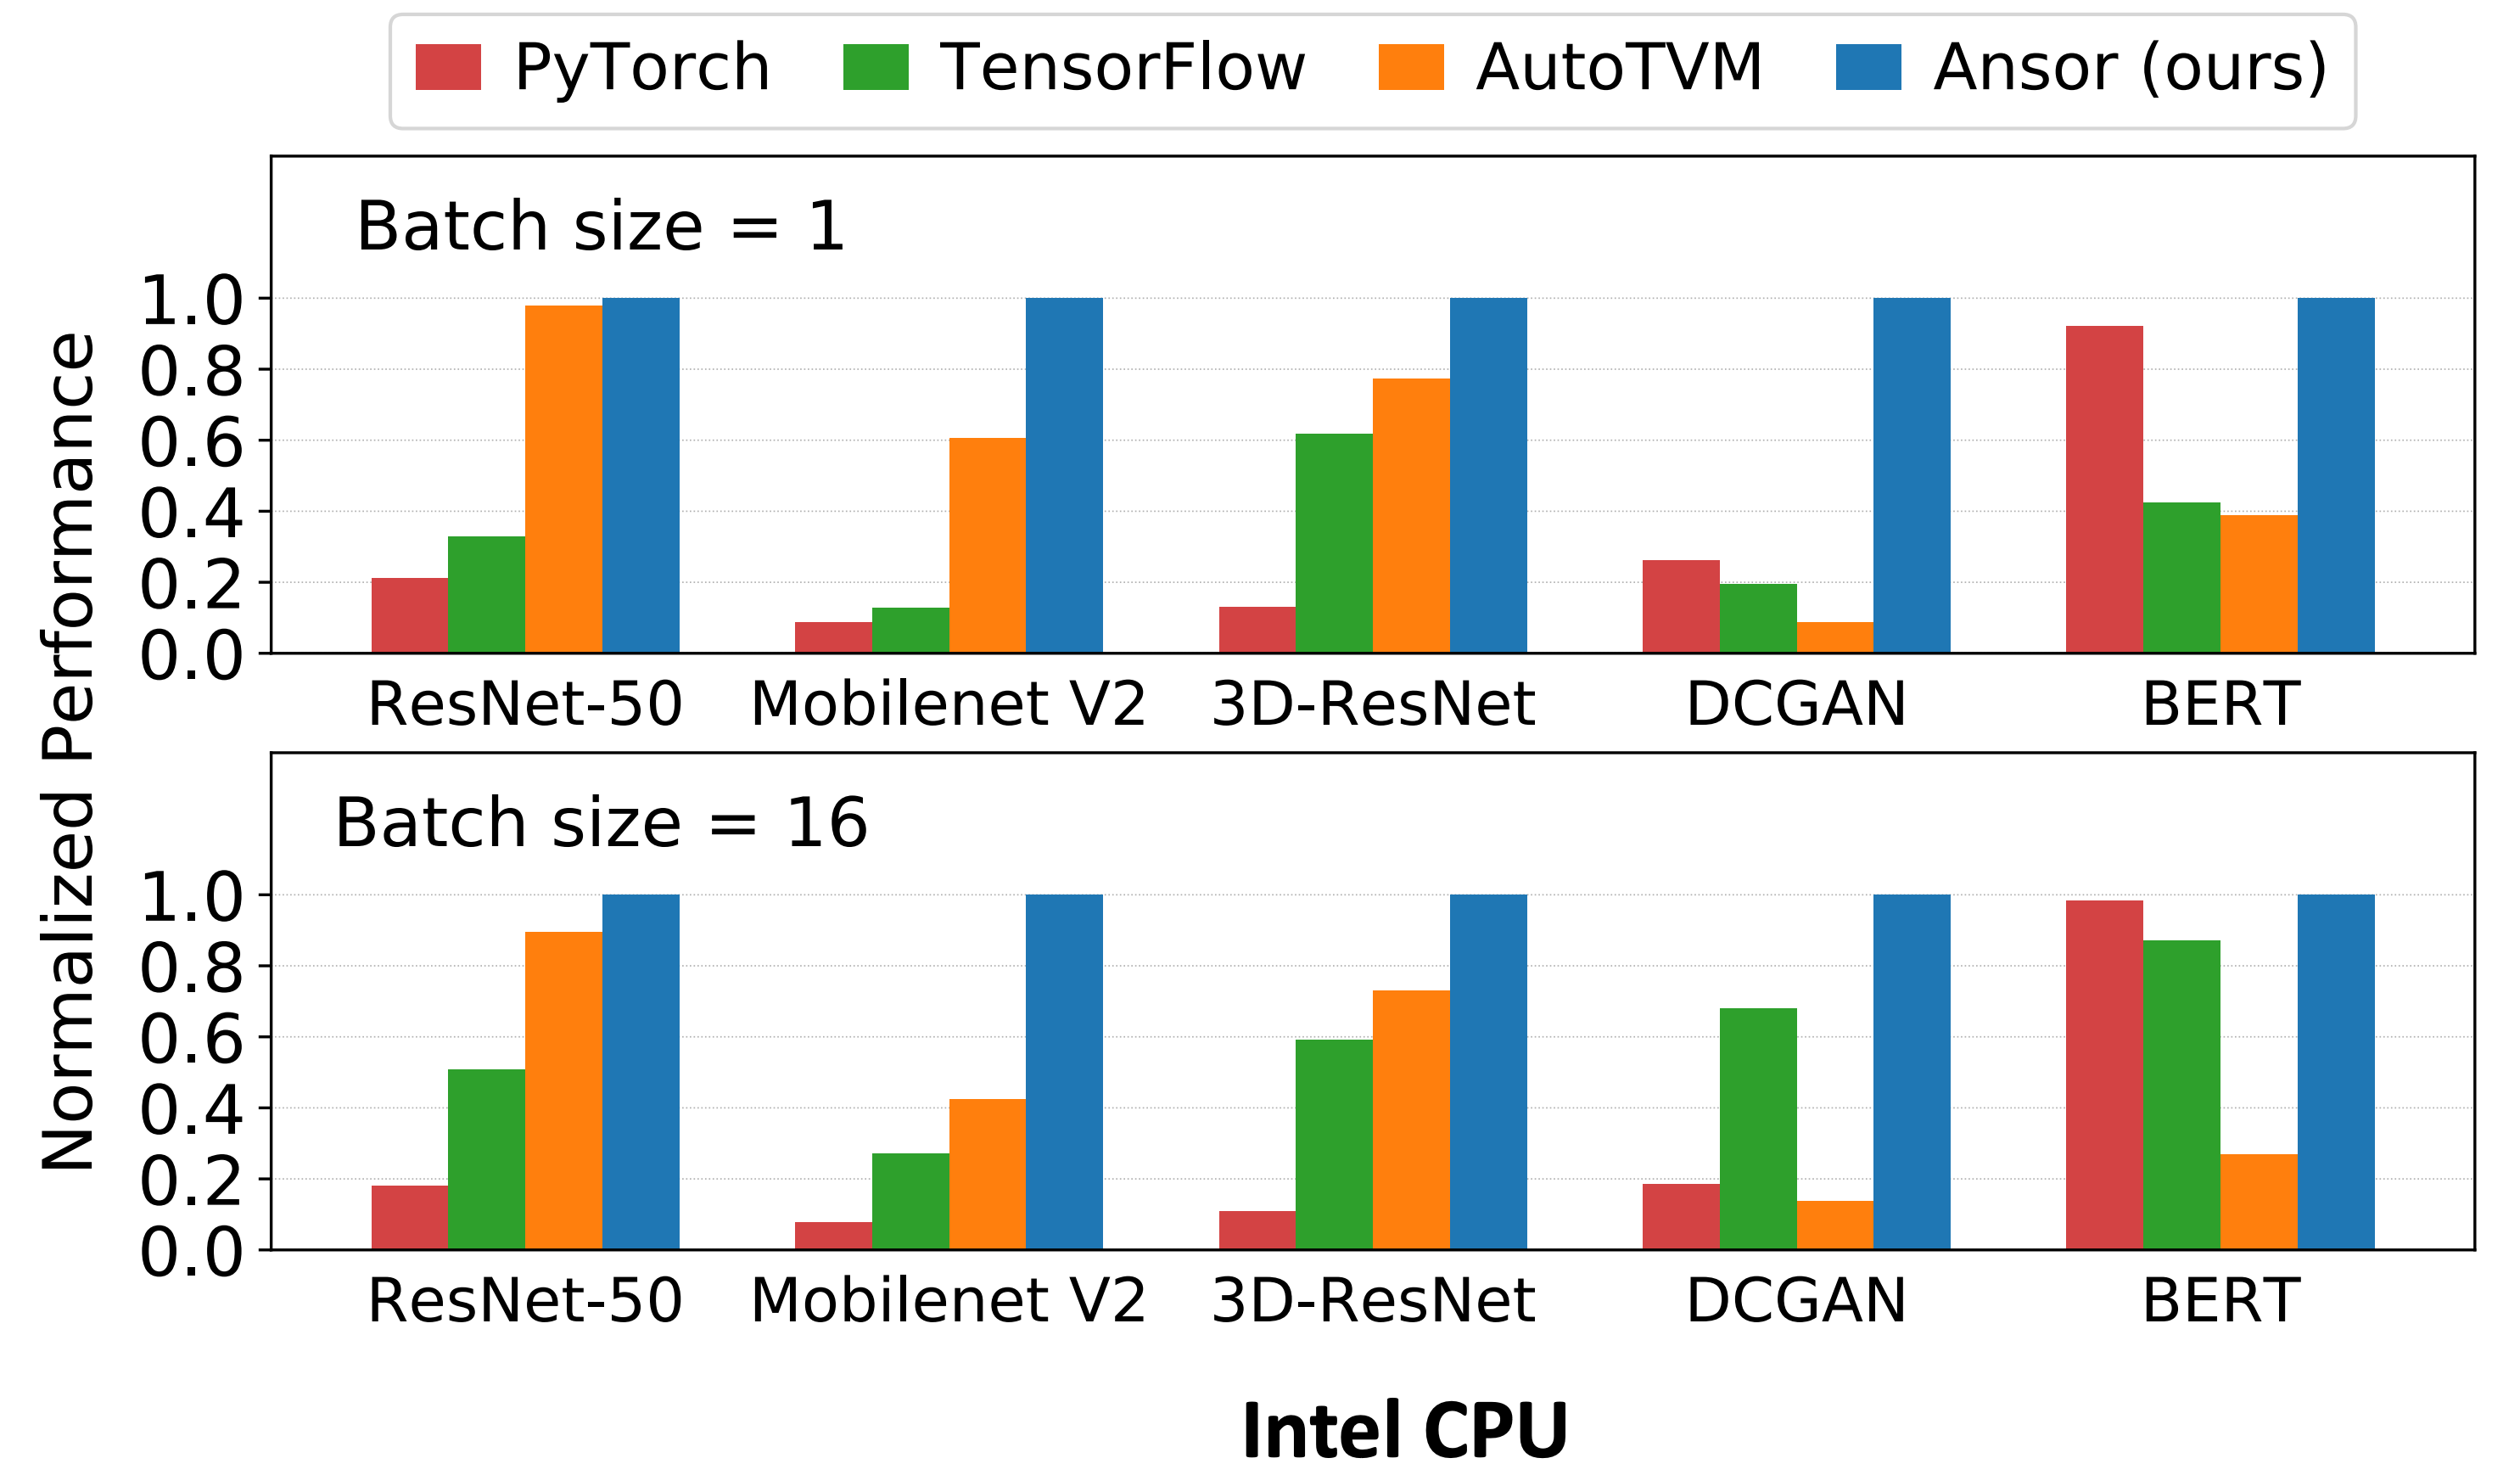 PyTorch TensorFlow AutoTVM Ansor (ours)
Normalized Performance
Batch size = 1
1.0
0.8
0.6
0.4
0.2
0.0
ResNet-50 Mobilenet V2 3D-ResNet DCGAN BERT
Batch size = 16
1.0
0.8
0.6
0.4
0.2
0.0
ResNet-50 Mobilenet V2 3D-ResNet DCGAN BERT
Intel CPU